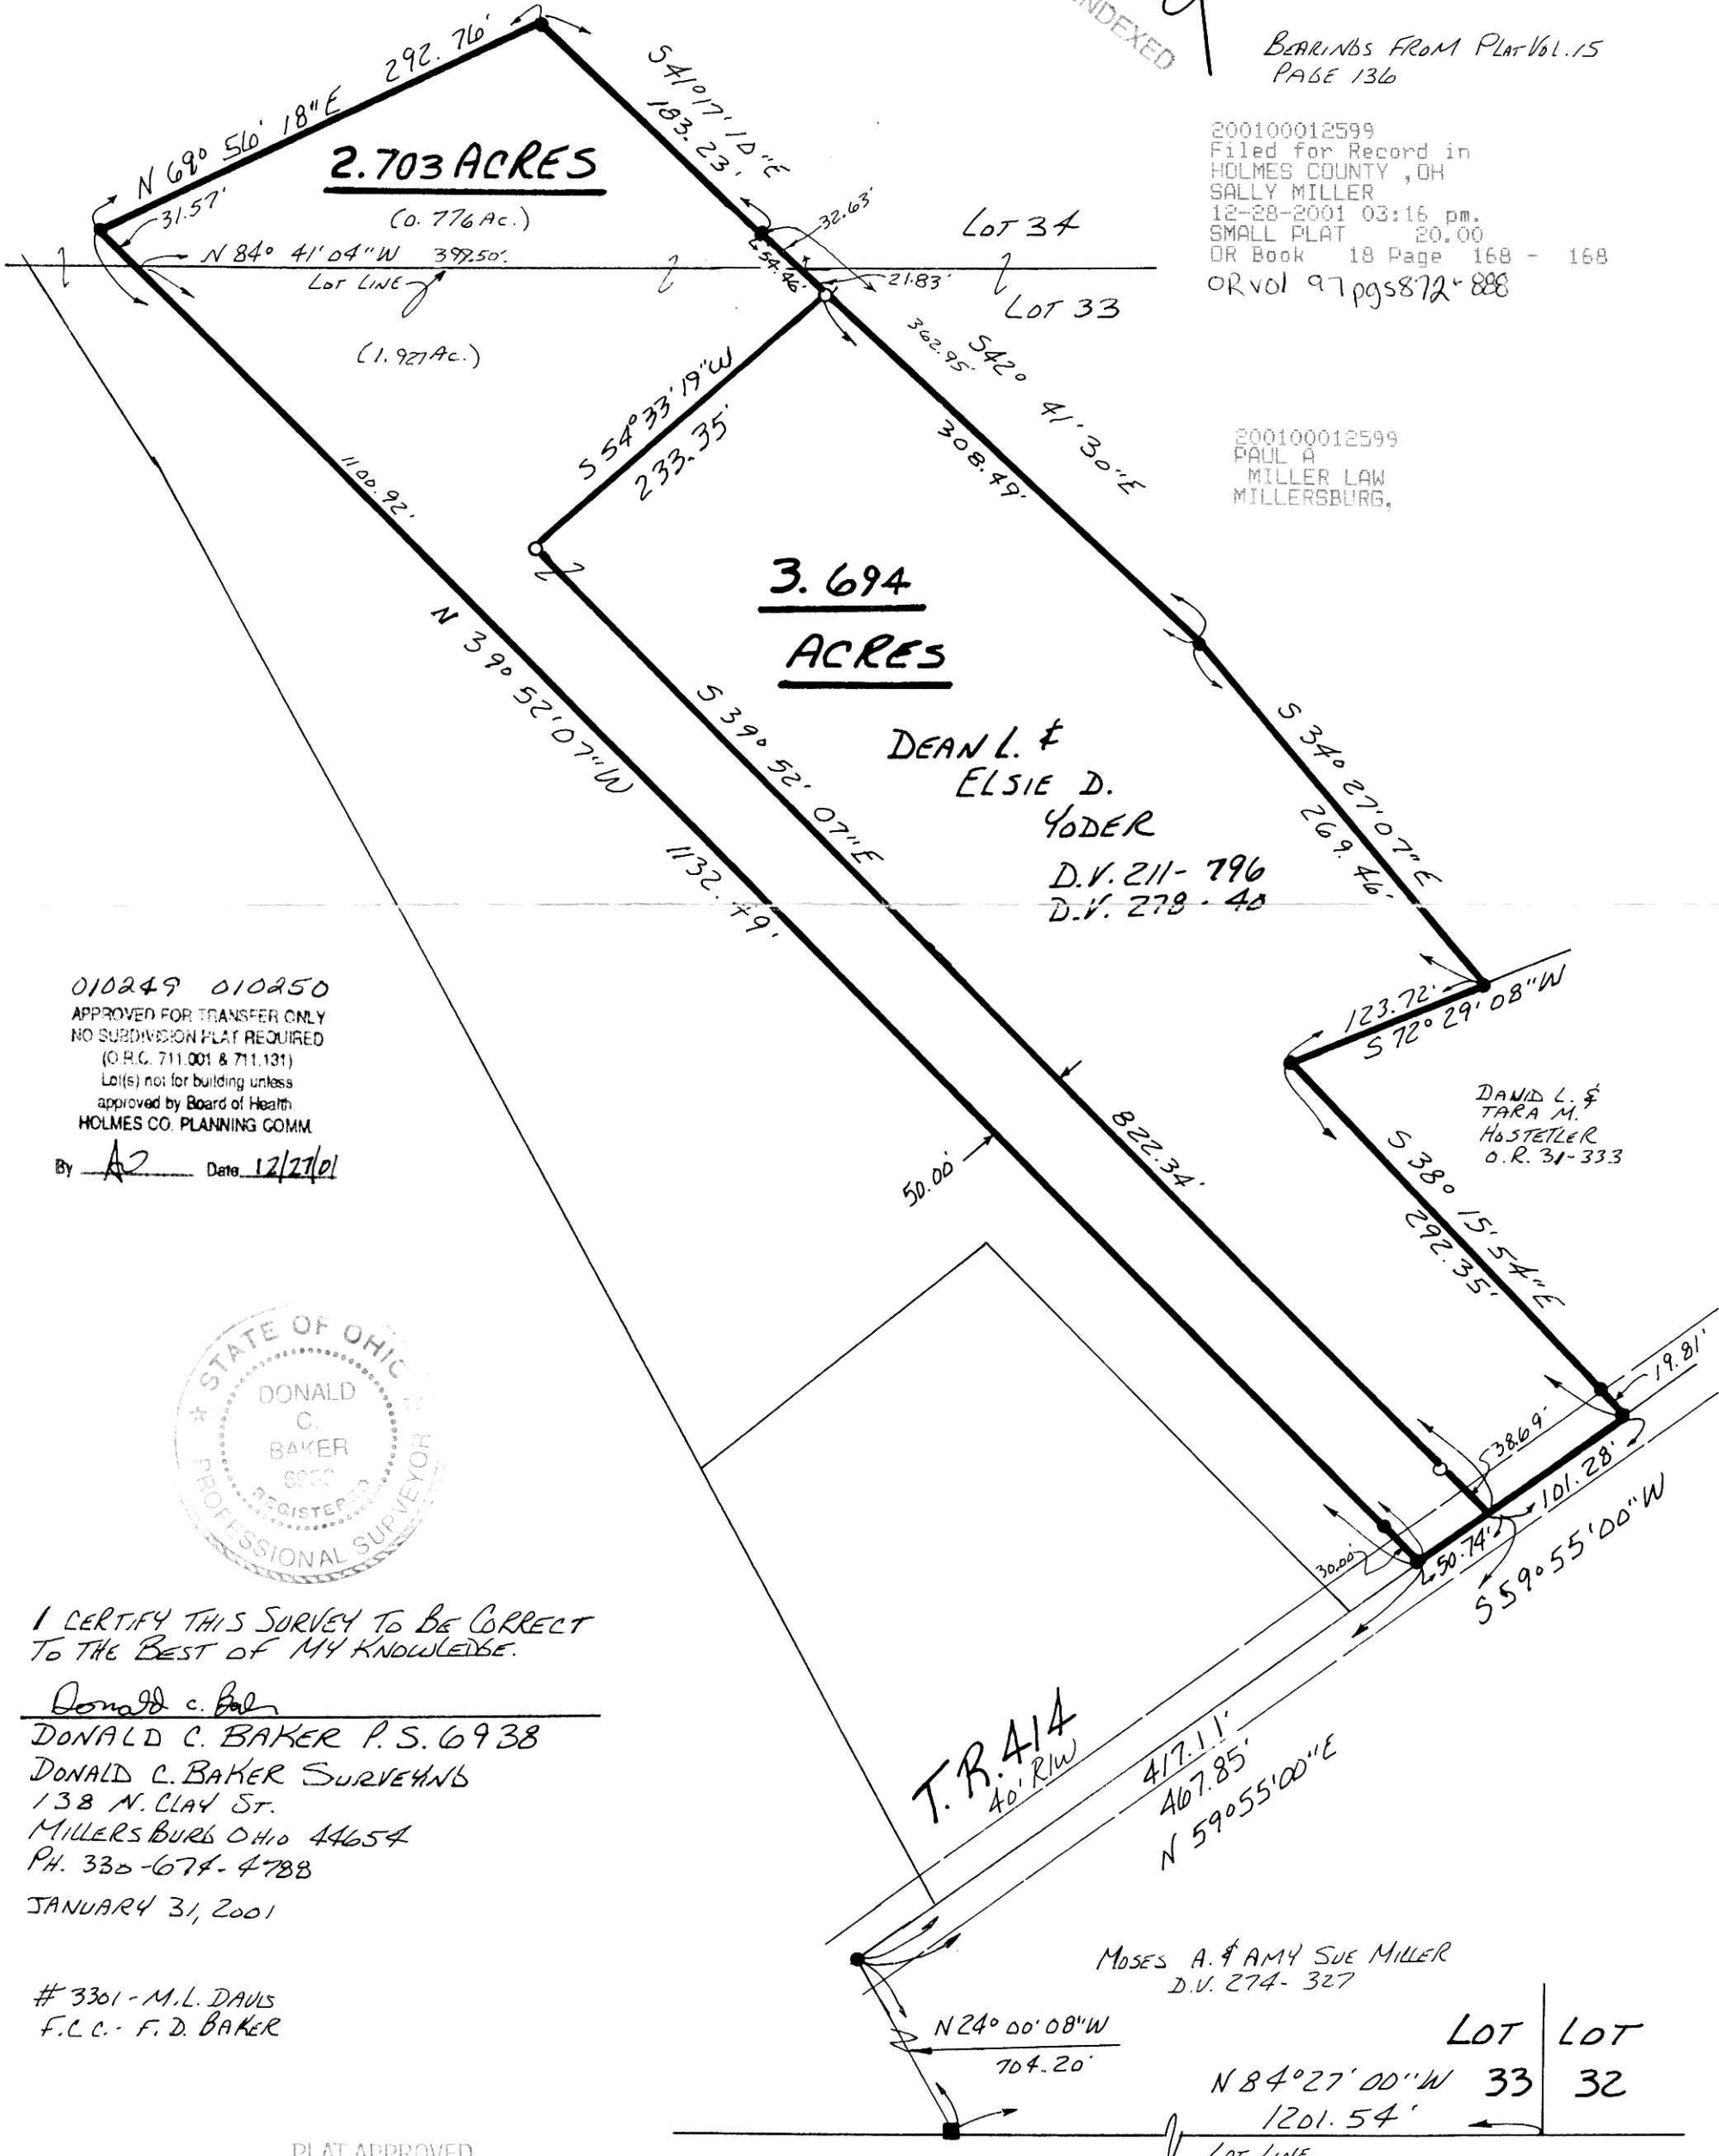 INDEXED
BEARINGS FROM PLAT VOL. 15
PAGE 136
200100012599
Filed for Record in
HOLMES COUNTY ,OH
SALLY MILLER
12-28-2001 03:16 pm.
SMALL PLAT 20.00
OR Book 18 Page 168 - 168
OR vol 97 pgs 872-888
200100012599
PAUL A
MILLER LAW
MILLERSBURG,
292.76'
N 69° 56' 18"E
31.57'
2.703 ACRES
(0.776 AC.)
S 41° 17' 10"E
183.23'
N 84° 41' 04"W 399.50'
LOT LINE
32.63'
54.46'
21.83'
LOT 34
LOT 33
(1.927 AC.)
S 54° 33' 19"W
233.35'
362.95'
S 42° 41' 30"E
308.49'
1100.92'
N 39° 52' 07"W
1132.49'
3.694
ACRES
S 39° 52' 07"E
822.34'
DEAN L. &
ELSIE D.
YODER
D.V. 211-796
D.V. 278-40
S 34° 27' 07"E
269.46'
123.72'
S 72° 29' 08"W
DAVID L. &
TARA M.
HOSTETLER
O.R. 31-333
S 38° 15' 54"E
292.35'
50.00'
19.81'
38.69'
101.28'
50.74'
30.00'
S 59° 55' 00"W
010249 010250
APPROVED FOR TRANSFER ONLY
NO SUBDIVISION PLAT REQUIRED
(O.R.C. 711.001 & 711.131)
Lot(s) not for building unless
approved by Board of Health
HOLMES CO. PLANNING COMM.
By Date 12/27/01
STATE OF OHIO
DONALD
C.
BAKER
REGISTERED
PROFESSIONAL SURVEYOR
I CERTIFY THIS SURVEY TO BE CORRECT
TO THE BEST OF MY KNOWLEDGE.
Donald C. Baker
DONALD C. BAKER P.S. 6938
DONALD C. BAKER SURVEYING
138 N. CLAY ST.
MILLERSBURG OHIO 44654
PH. 330-674-4788
JANUARY 31, 2001
# 3301 - M.L. DAVIS
F.C.C. - F.D. BAKER
T.R. 414
40' R/W
417.11'
467.85'
N 59° 55' 00"E
MOSES A. & AMY SUE MILLER
D.V. 274-327
N 24° 00' 08"W
704.20'
LOT LOT
33 32
N 84° 27' 00"W
1201.54'
LOT LINE
PLAT APPROVED